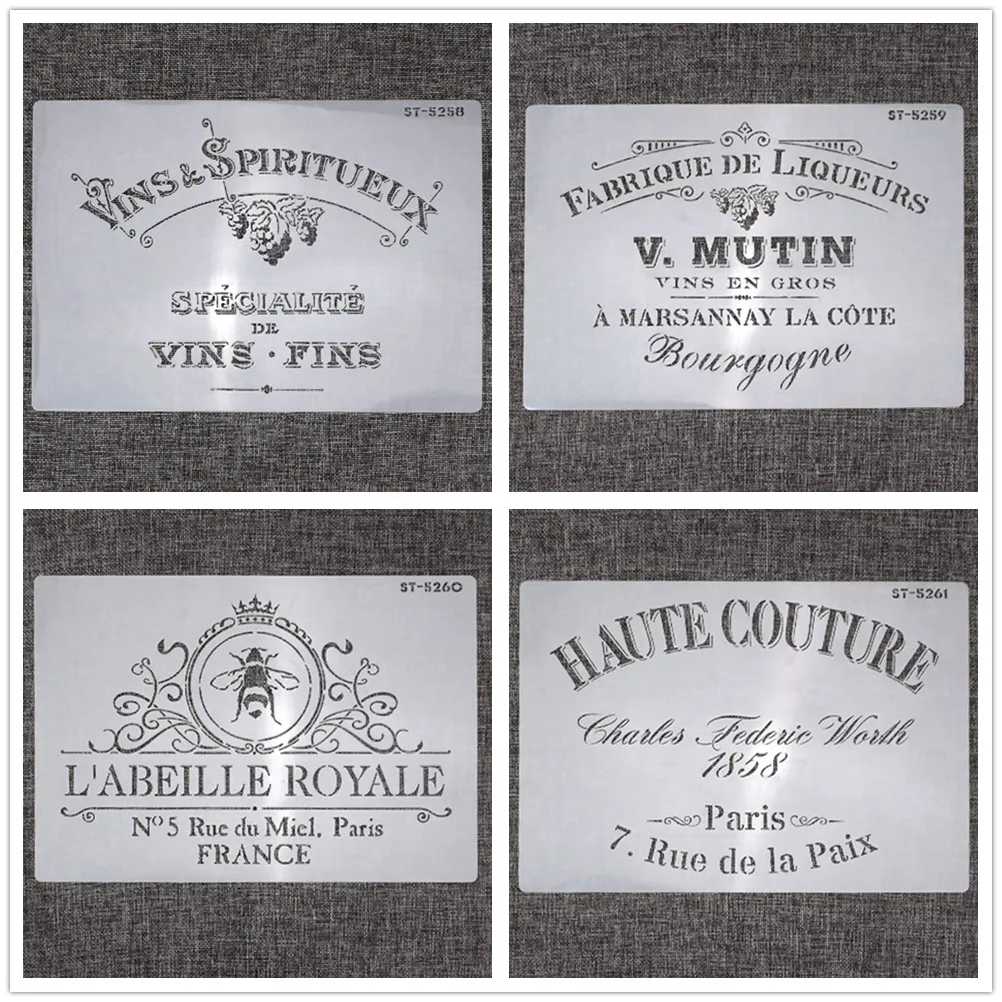 ST-5258
VINS & SPIRITUEUX
SPÉCIALITÉ
DE
VINS · FINS
ST-5259
FABRIQUE DE LIQUEURS
V. MUTIN
VINS EN GROS
À MARSANNAY LA CÔTE
Bourgogne
ST-5260
L'ABEILLE ROYALE
Nº5 Rue du Miel, Paris
FRANCE
ST-5261
HAUTE COUTURE
Charles Federic Worth
1858
Paris
7. Rue de la Paix